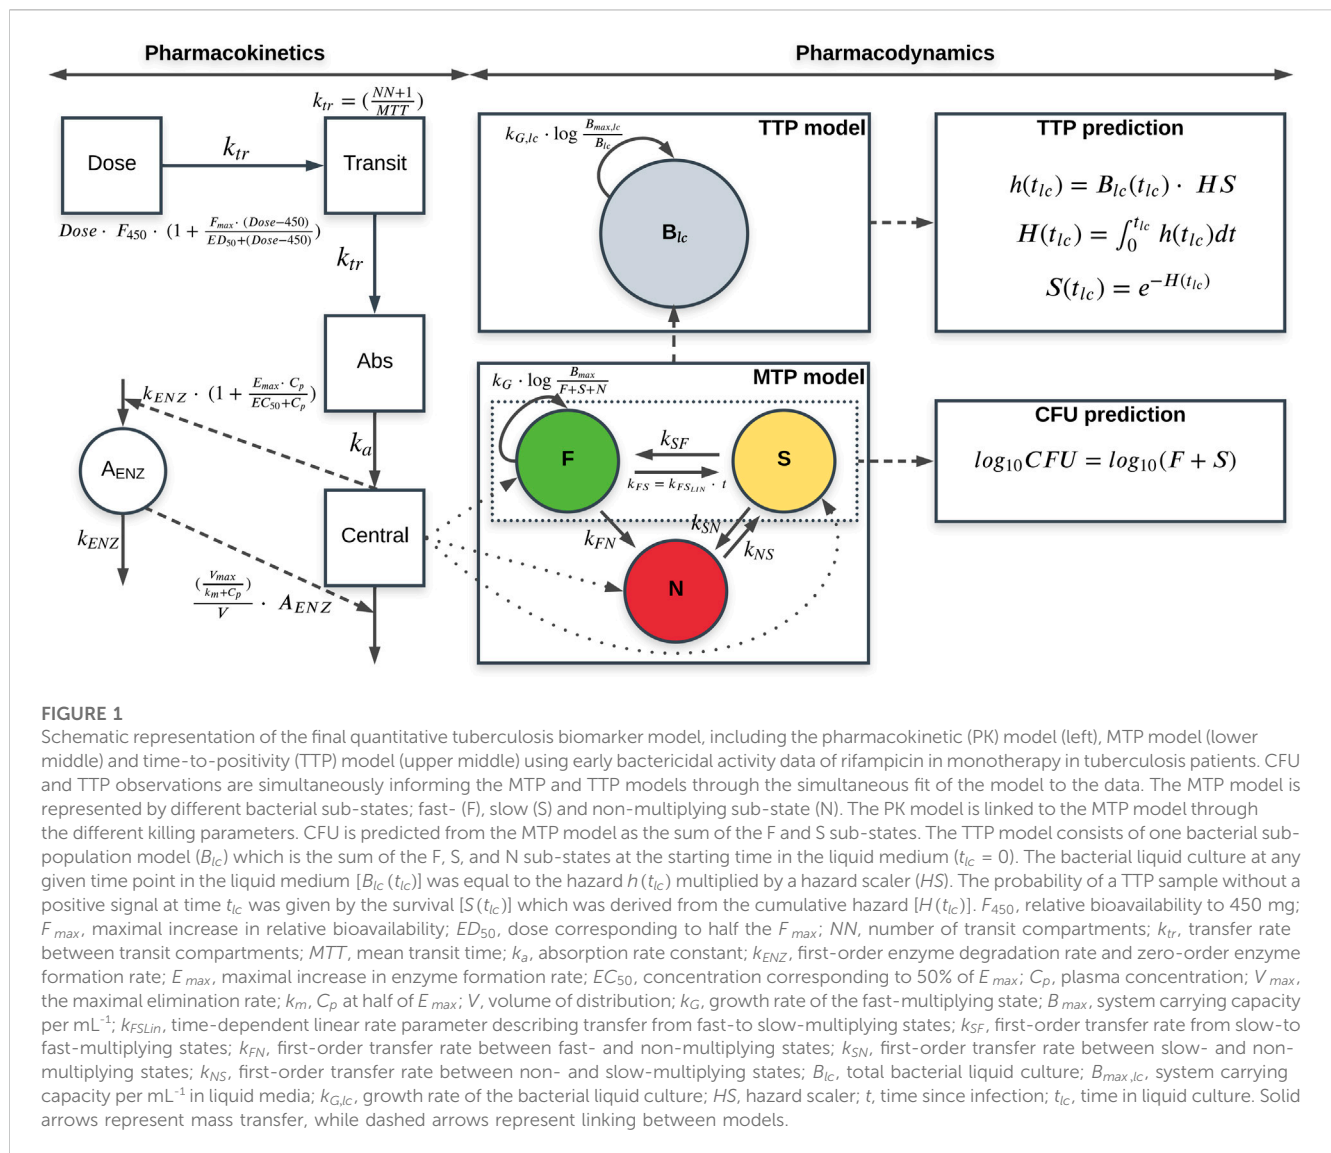 Pharmacokinetics
Pharmacodynamics
k_tr = (NN+1/MTT)
Dose
k_tr
Transit
Dose · F_450 · (1 + F_max · (Dose−450)/ED_50+(Dose−450))
k_tr
Abs
k_ENZ · (1 + E_max · C_p/EC_50+C_p)
k_a
A_ENZ
Central
k_ENZ
(V_max/k_m+C_p)/V · A_ENZ
TTP model
k_G,lc · log B_max,lc/B_lc
B_lc
TTP prediction
h(t_lc) = B_lc(t_lc) · HS
H(t_lc) = ∫_0^t_lc h(t_lc)dt
S(t_lc) = e^−H(t_lc)
MTP model
k_G · log B_max/F+S+N
F
k_SF
k_FS = k_FS_LIN · t
S
k_FN
k_SN
k_NS
N
CFU prediction
log_10CFU = log_10(F + S)
FIGURE 1
Schematic representation of the final quantitative tuberculosis biomarker model, including the pharmacokinetic (PK) model (left), MTP model (lower
middle) and time-to-positivity (TTP) model (upper middle) using early bactericidal activity data of rifampicin in monotherapy in tuberculosis patients. CFU
and TTP observations are simultaneously informing the MTP and TTP models through the simultaneous fit of the model to the data. The MTP model is
represented by different bacterial sub-states; fast- (F), slow (S) and non-multiplying sub-state (N). The PK model is linked to the MTP model through
the different killing parameters. CFU is predicted from the MTP model as the sum of the F and S sub-states. The TTP model consists of one bacterial sub-
population model (B_lc) which is the sum of the F, S, and N sub-states at the starting time in the liquid medium (t_lc = 0). The bacterial liquid culture at any
given time point in the liquid medium [B_lc (t_lc)] was equal to the hazard h(t_lc) multiplied by a hazard scaler (HS). The probability of a TTP sample without a
positive signal at time t_lc was given by the survival [S(t_lc)] which was derived from the cumulative hazard [H(t_lc)]. F_450, relative bioavailability to 450 mg;
F_max, maximal increase in relative bioavailability; ED_50, dose corresponding to half the F_max; NN, number of transit compartments; k_tr, transfer rate
between transit compartments; MTT, mean transit time; k_a, absorption rate constant; k_ENZ, first-order enzyme degradation rate and zero-order enzyme
formation rate; E_max, maximal increase in enzyme formation rate; EC_50, concentration corresponding to 50% of E_max; C_p, plasma concentration; V_max,
the maximal elimination rate; k_m, C_p at half of E_max; V, volume of distribution; k_G, growth rate of the fast-multiplying state; B_max, system carrying capacity
per mL⁻¹; k_FSLin, time-dependent linear rate parameter describing transfer from fast-to slow-multiplying states; k_SF, first-order transfer rate from slow-to
fast-multiplying states; k_FN, first-order transfer rate between fast- and non-multiplying states; k_SN, first-order transfer rate between slow- and non-
multiplying states; k_NS, first-order transfer rate between non- and slow-multiplying states; B_lc, total bacterial liquid culture; B_max,lc, system carrying
capacity per mL⁻¹ in liquid media; k_G,lc, growth rate of the bacterial liquid culture; HS, hazard scaler; t, time since infection; t_lc, time in liquid culture. Solid
arrows represent mass transfer, while dashed arrows represent linking between models.